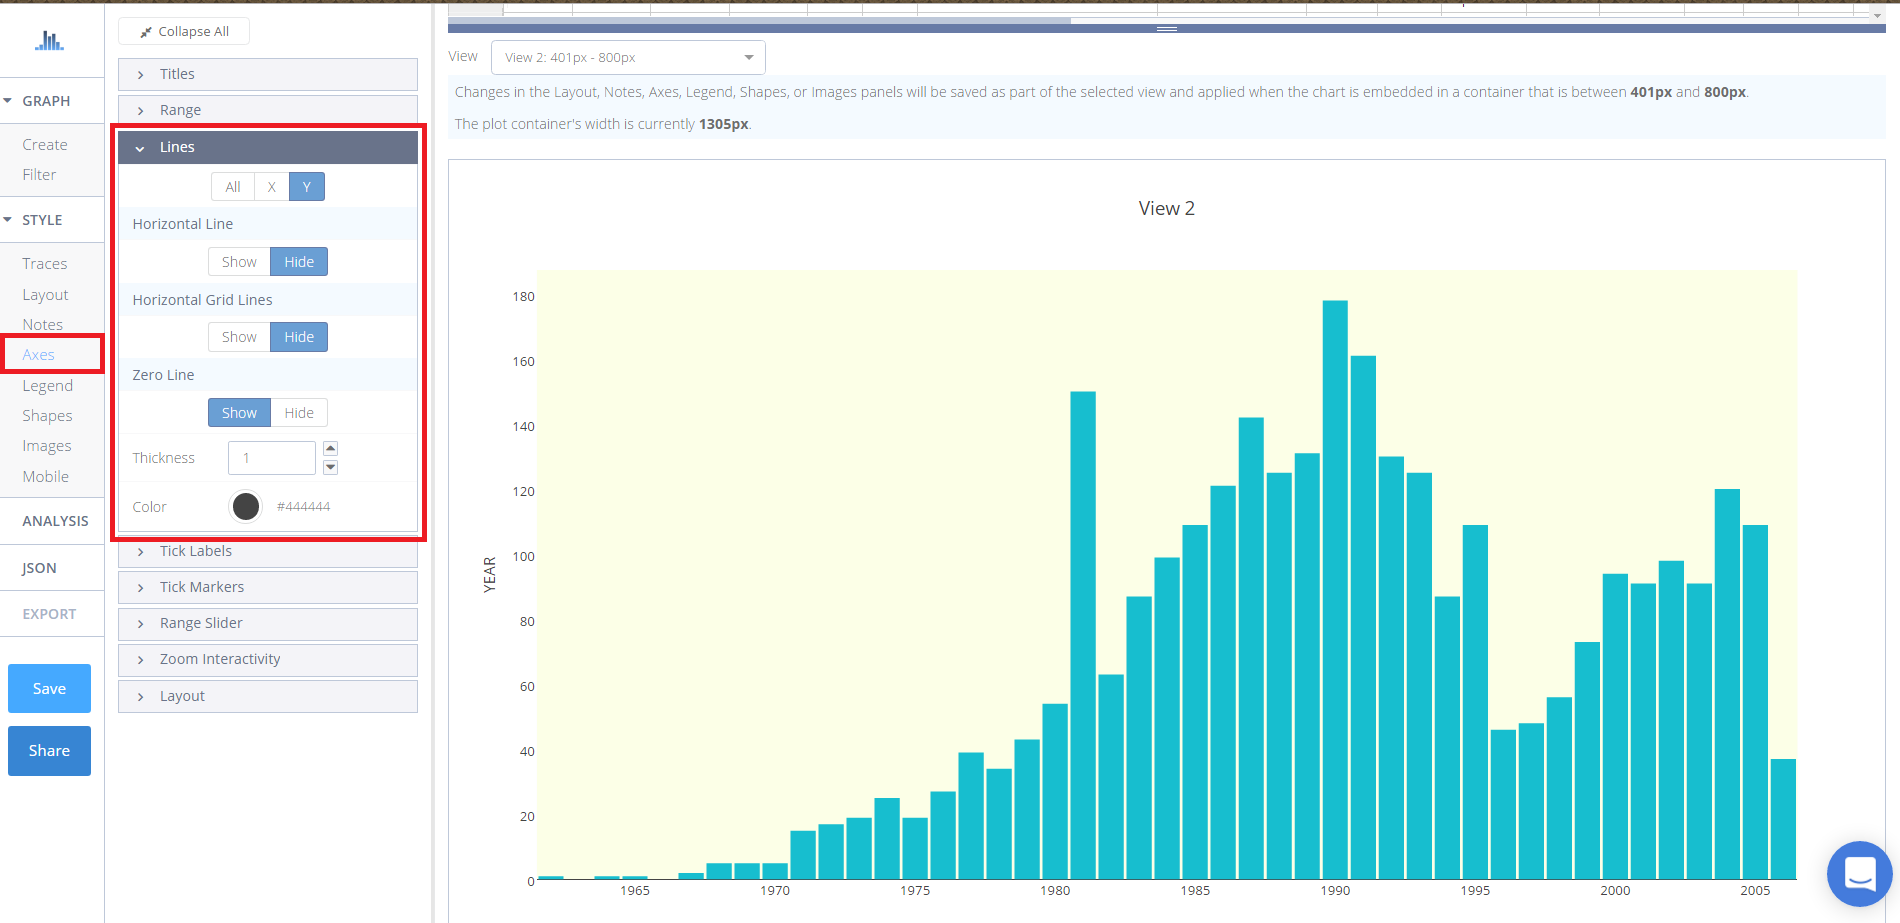 Collapse All
Titles
Range
Lines
All X Y
Horizontal Line
Show Hide
Horizontal Grid Lines
Show Hide
Zero Line
Show Hide
Thickness 1
Color #444444
Tick Labels
Tick Markers
Range Slider
Zoom Interactivity
Layout
GRAPH
Create
Filter
STYLE
Traces
Layout
Notes
Axes
Legend
Shapes
Images
Mobile
ANALYSIS
JSON
EXPORT
Save
Share
View View 2: 401px - 800px
Changes in the Layout, Notes, Axes, Legend, Shapes, or Images panels will be saved as part of the selected view and applied when the chart is embedded in a container that is between 401px and 800px.
The plot container's width is currently 1305px.
View 2
YEAR
180
160
140
120
100
80
60
40
20
0
1965 1970 1975 1980 1985 1990 1995 2000 2005